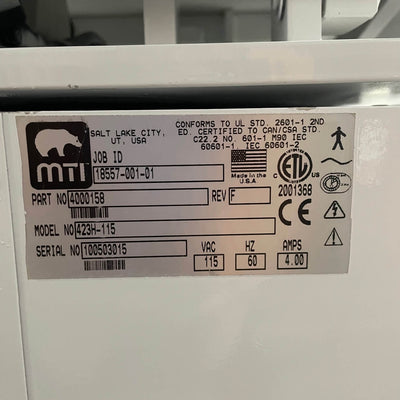 MTI
SALT LAKE CITY,
UT, USA
CONFORMS TO UL STD. 2601-1 2ND
ED. CERTIFIED TO CAN/CSA STD.
C22.2 NO. 601-1 M90 IEC
60601-1, IEC 60601-2
JOB ID
18557-001-01
Made in the
U.S.A
C ETL US
2001368
PART NO 4000158
REV F
CE
MODEL NO 423H-115
SERIAL NO 100503015
VAC HZ AMPS
115 60 4.00